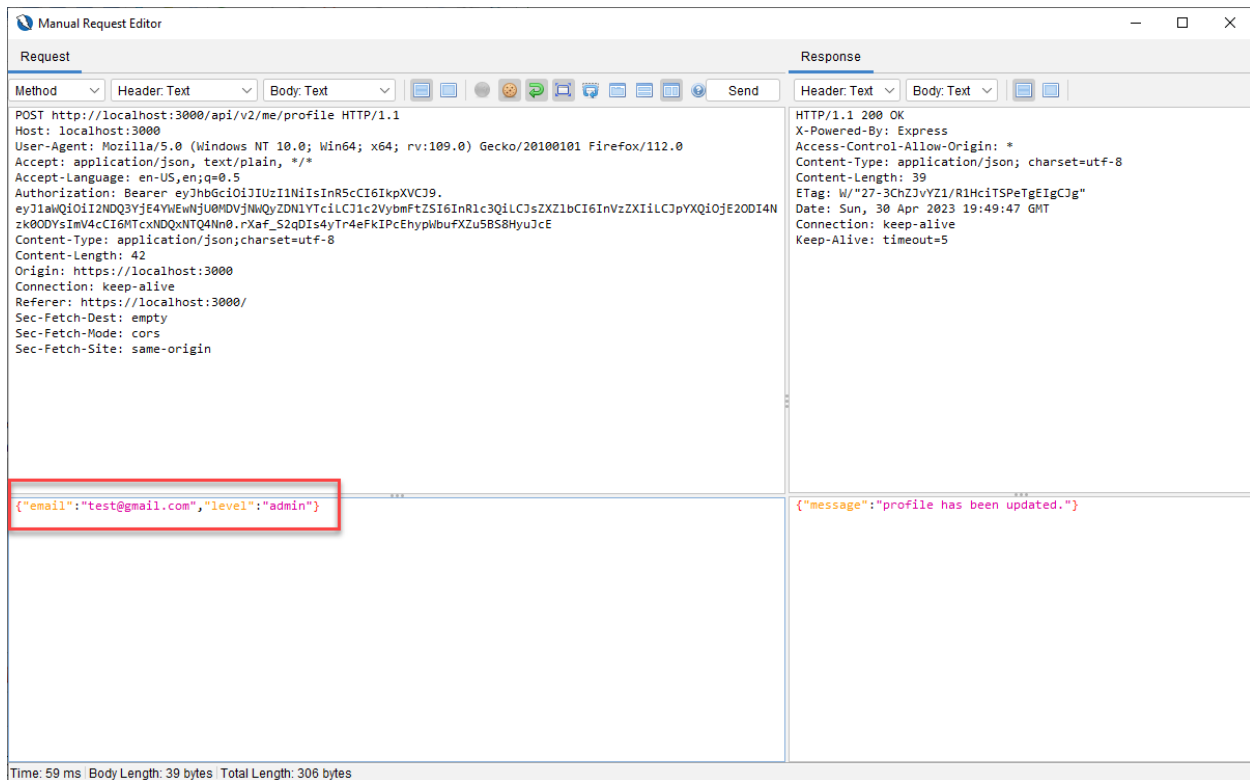 Manual Request Editor
Request
Response
Method Header: Text Body: Text Send
Header: Text Body: Text
POST http://localhost:3000/api/v2/me/profile HTTP/1.1
Host: localhost:3000
User-Agent: Mozilla/5.0 (Windows NT 10.0; Win64; x64; rv:109.0) Gecko/20100101 Firefox/112.0
Accept: application/json, text/plain, */*
Accept-Language: en-US,en;q=0.5
Authorization: Bearer eyJhbGciOiJIUzI1NiIsInR5cCI6IkpXVCJ9.
eyJ1aWQiOiI2NDQ3YjE4YWEwNjU0MDVjNWQyZDNlYTciLCJ1c2VybmFtZSI6InRlc3QiLCJsZXZlbCI6InVzZXIiLCJpYXQiOjE2ODI4N
zk0ODYsImV4cCI6MTcxNDQxNTQ4Nn0.rXaf_S2qDIs4yTr4eFkIPcEhypWbufXZu5BS8HyuJcE
Content-Type: application/json;charset=utf-8
Content-Length: 42
Origin: https://localhost:3000
Connection: keep-alive
Referer: https://localhost:3000/
Sec-Fetch-Dest: empty
Sec-Fetch-Mode: cors
Sec-Fetch-Site: same-origin
HTTP/1.1 200 OK
X-Powered-By: Express
Access-Control-Allow-Origin: *
Content-Type: application/json; charset=utf-8
Content-Length: 39
ETag: W/"27-3ChZJvYZ1/R1HciTSPeTgEIgCJg"
Date: Sun, 30 Apr 2023 19:49:47 GMT
Connection: keep-alive
Keep-Alive: timeout=5
{"email":"test@gmail.com","level":"admin"}
{"message":"profile has been updated."}
Time: 59 ms Body Length: 39 bytes Total Length: 306 bytes